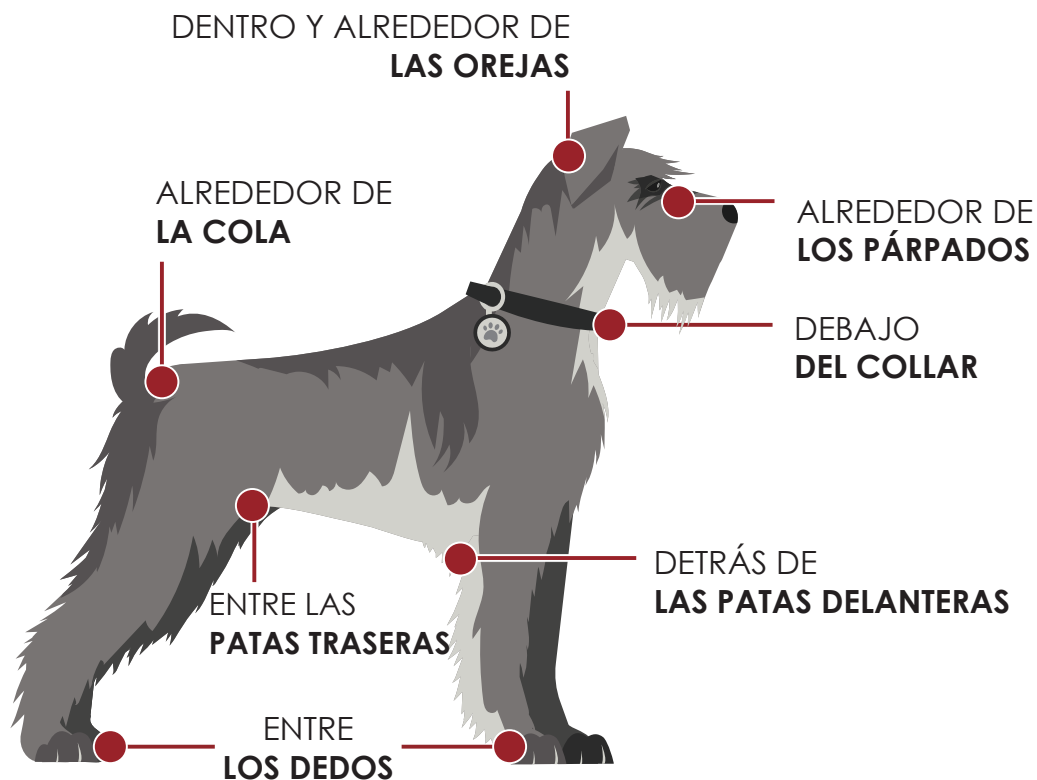 DENTRO Y ALREDEDOR DE
LAS OREJAS
ALREDEDOR DE
LA COLA
ALREDEDOR DE
LOS PÁRPADOS
DEBAJO
DEL COLLAR
DETRÁS DE
LAS PATAS DELANTERAS
ENTRE LAS
PATAS TRASERAS
ENTRE
LOS DEDOS